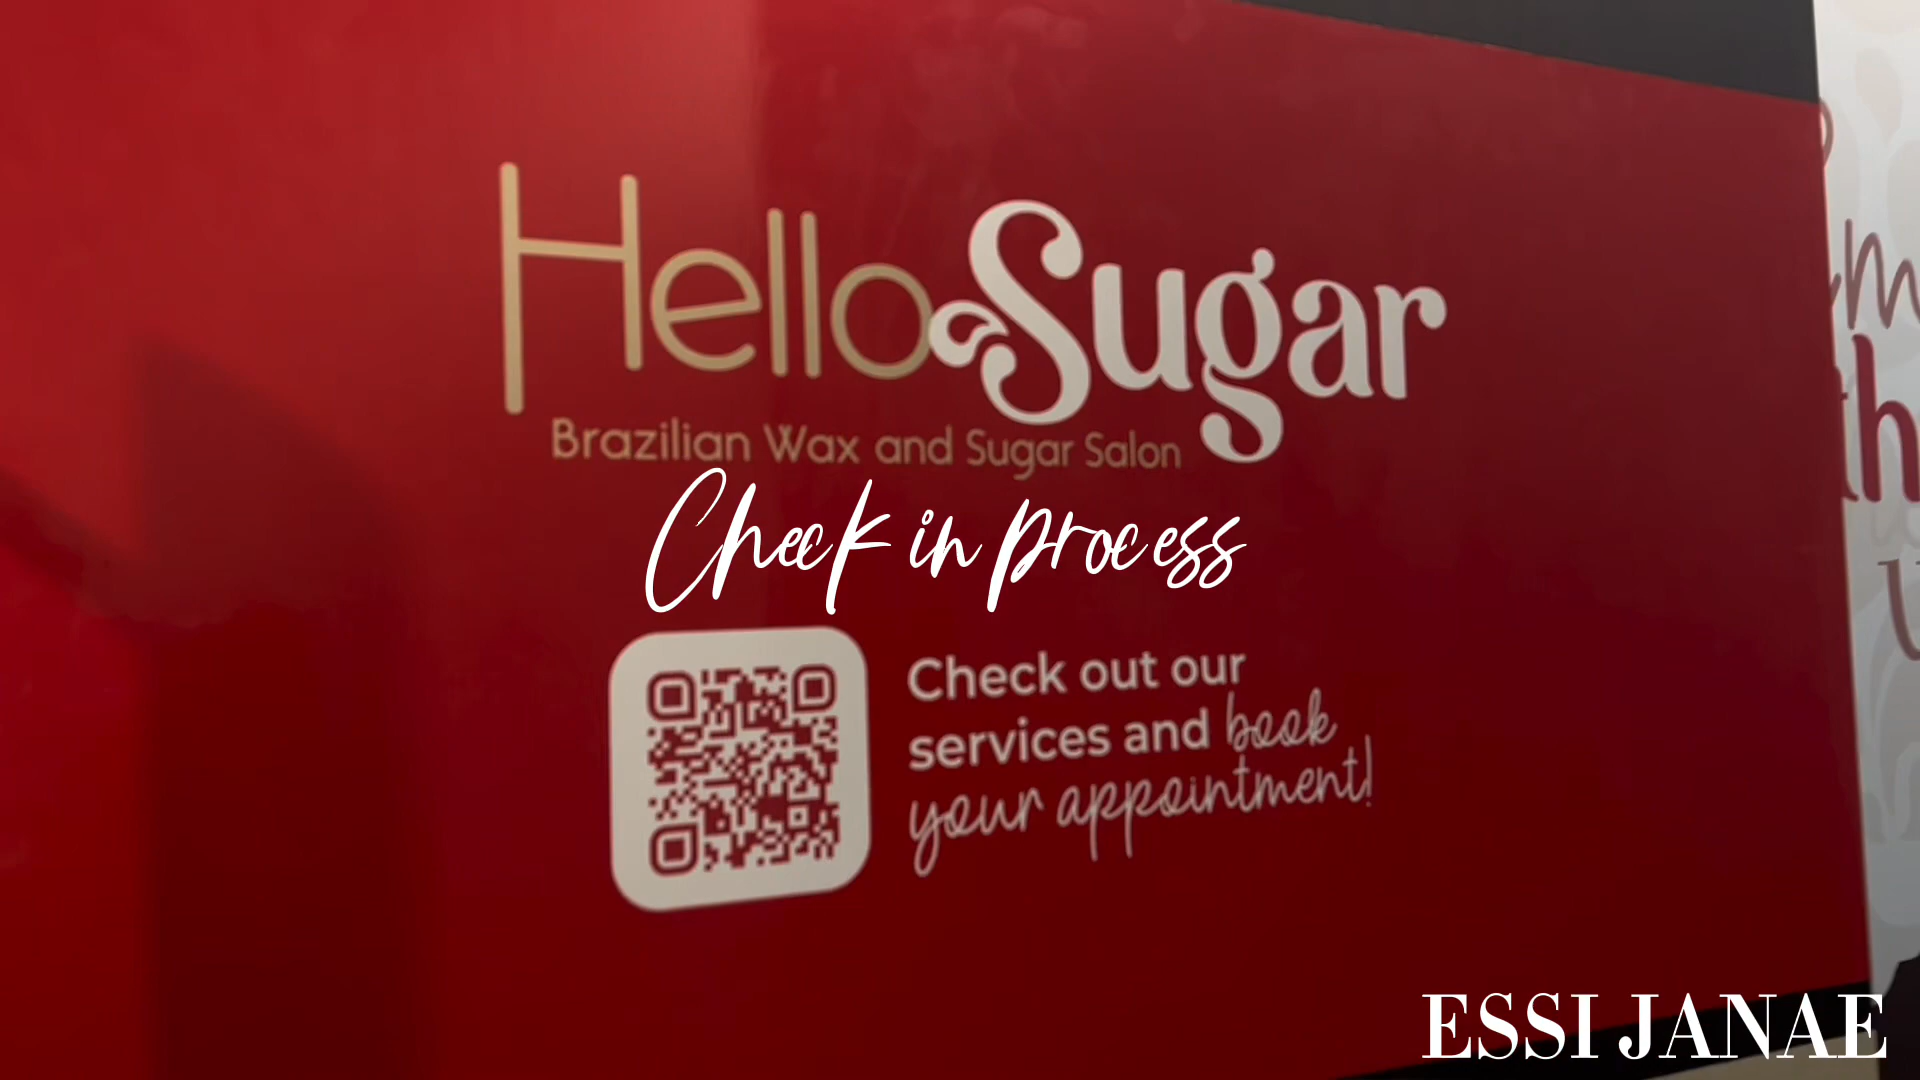 Hello Sugar
Brazilian Wax and Sugar Salon
Check in process
Check out our
services and book
your appointment!
ESSI JANAE